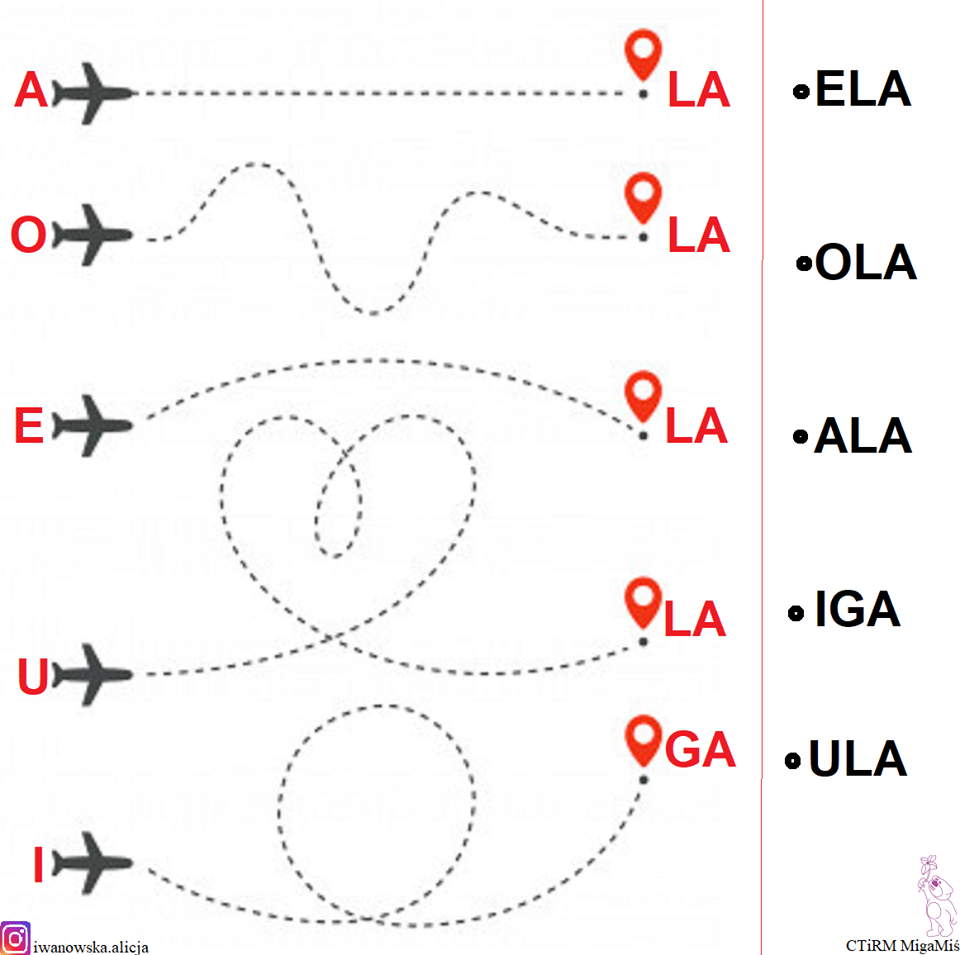 A LA
O LA
E LA
U LA
I GA
ELA
OLA
ALA
IGA
ULA
iwanowska.alicja
CTiRM MigaMiś